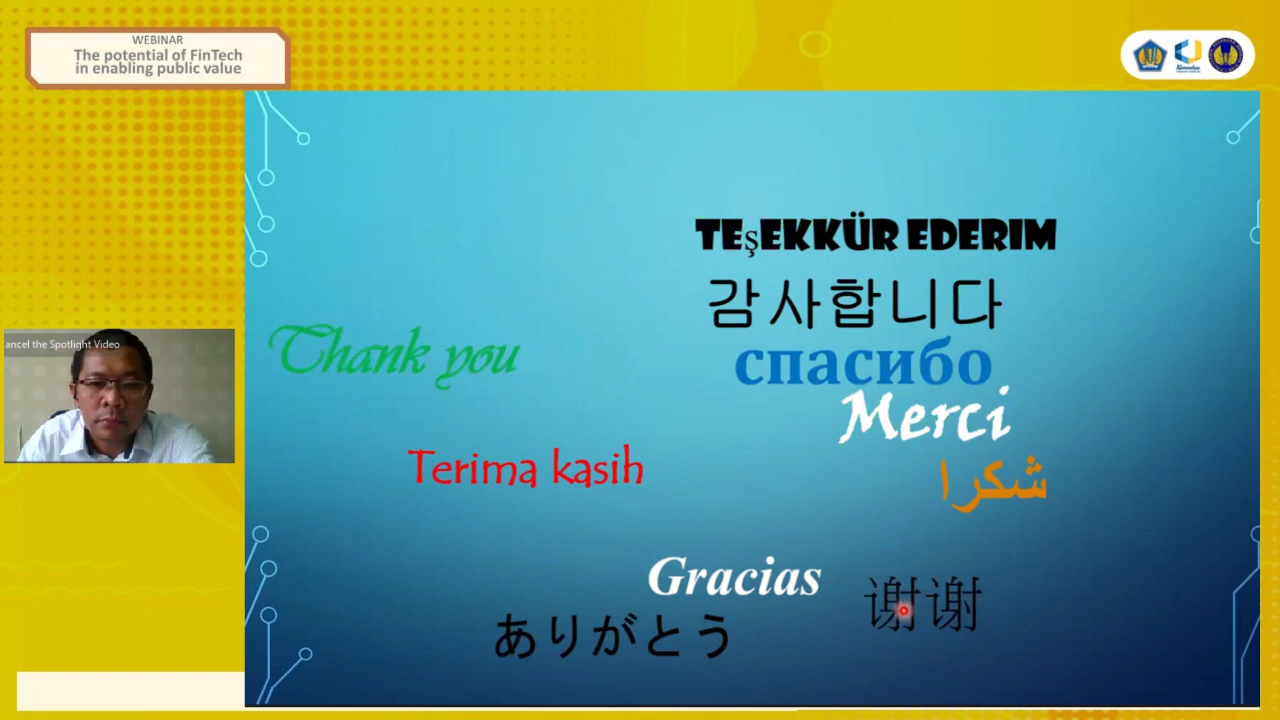 WEBINAR
The potential of FinTech
in enabling public value
TEşEKKÜR EDERIM
감사합니다
спасибо
Merci
شكرا
Thank you
ancel the Spotlight Video
Terima kasih
Gracias
谢谢
ありがとう